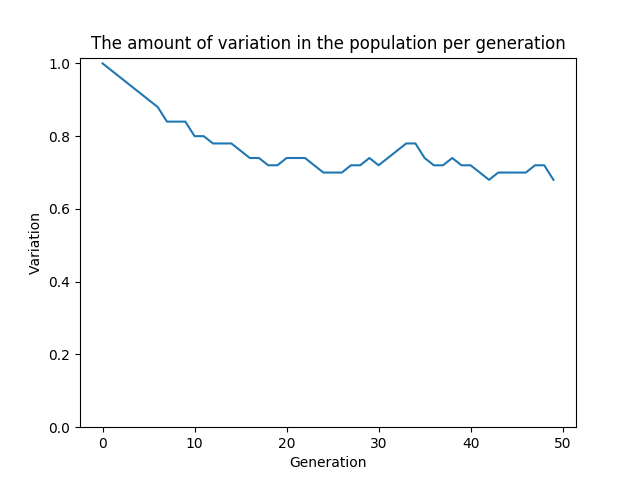 The amount of variation in the population per generation
1.0
0.8
0.6
0.4
0.2
0.0
Variation
0 10 20 30 40 50
Generation